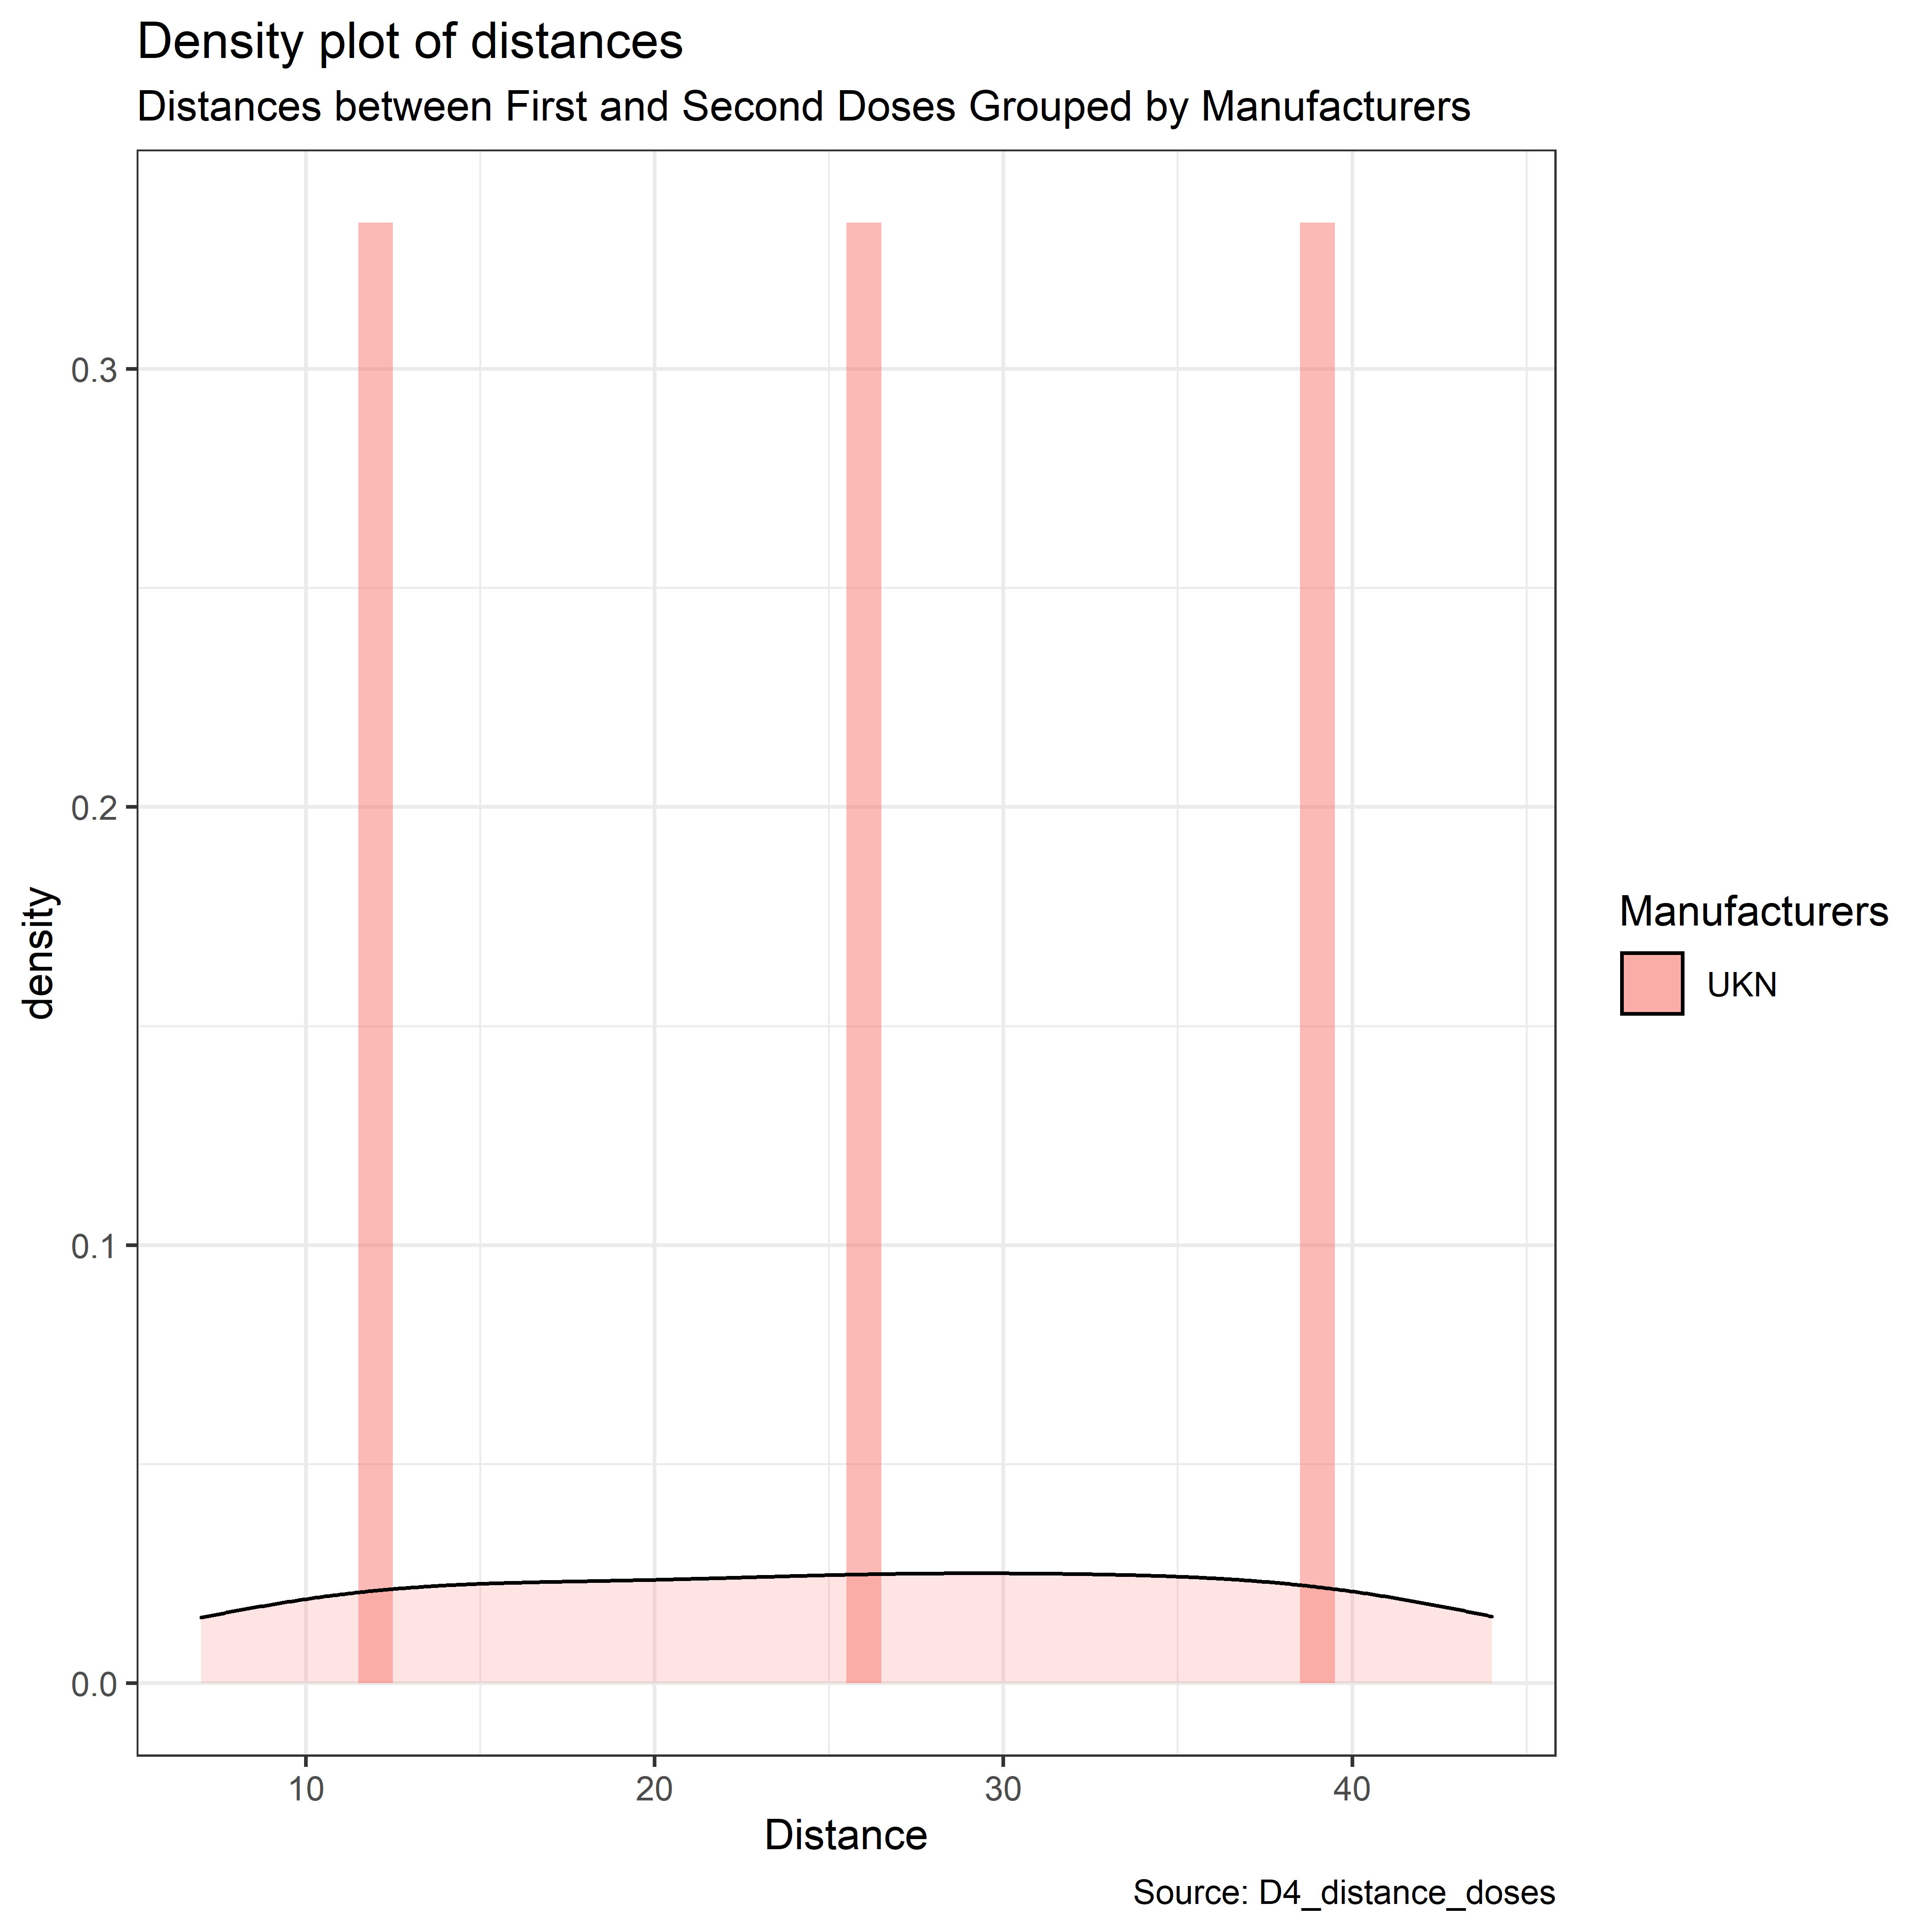 Density plot of distances
Distances between First and Second Doses Grouped by Manufacturers
0.3
0.2
0.1
0.0
density
10 20 30 40
Distance
Manufacturers
UKN
Source: D4_distance_doses